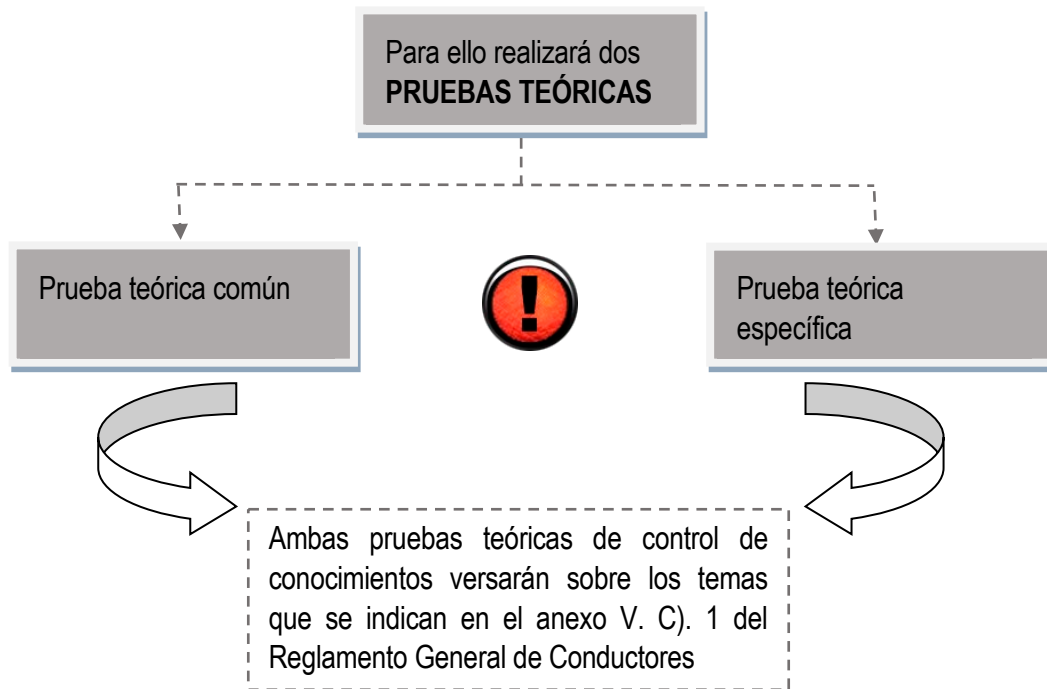 Para ello realizará dos
PRUEBAS TEÓRICAS
Prueba teórica común
Prueba teórica
específica
Ambas pruebas teóricas de control de
conocimientos versarán sobre los temas
que se indican en el anexo V. C). 1 del
Reglamento General de Conductores